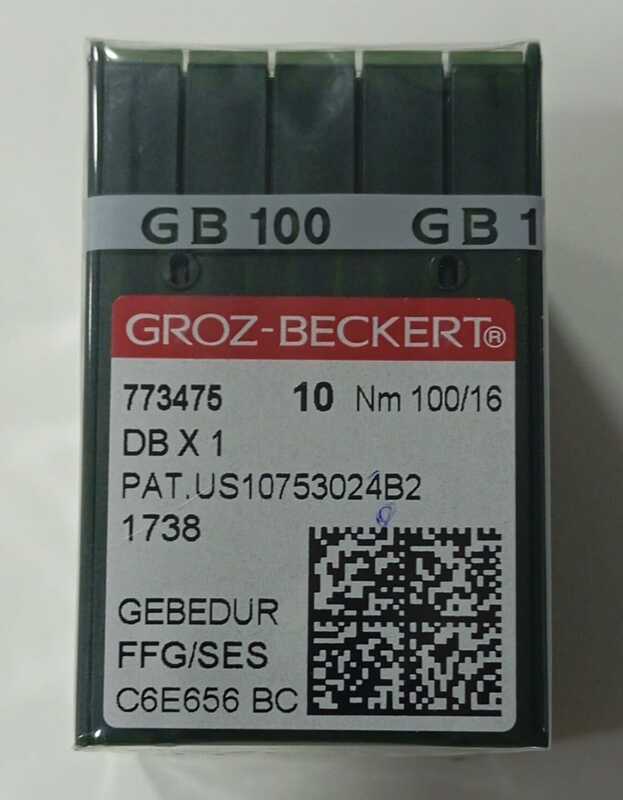 GB 100 GB 1
GROZ-BECKERT®
773475 10 Nm 100/16
DB X 1
PAT.US10753024B2
1738
GEBEDUR
FFG/SES
C6E656 BC